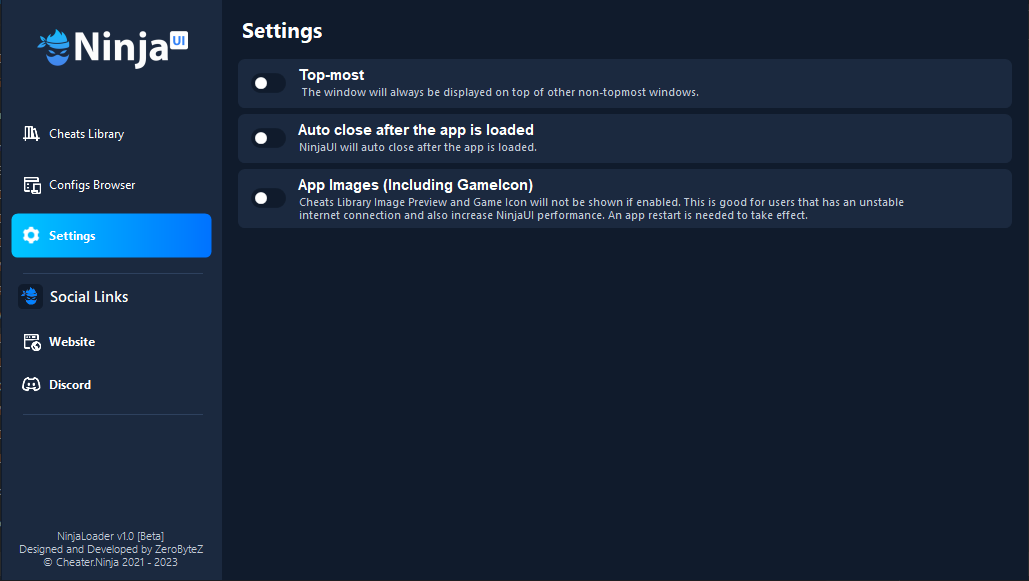 Ninja UI
Cheats Library
Configs Browser
Settings
Social Links
Website
Discord
NinjaLoader v1.0 [Beta]
Designed and Developed by ZeroByteZ
© Cheater.Ninja 2021 - 2023
Settings
Top-most
The window will always be displayed on top of other non-topmost windows.
Auto close after the app is loaded
NinjaUI will auto close after the app is loaded.
App Images (Including GameIcon)
Cheats Library Image Preview and Game Icon will not be shown if enabled. This is good for users that has an unstable
internet connection and also increase NinjaUI performance. An app restart is needed to take effect.